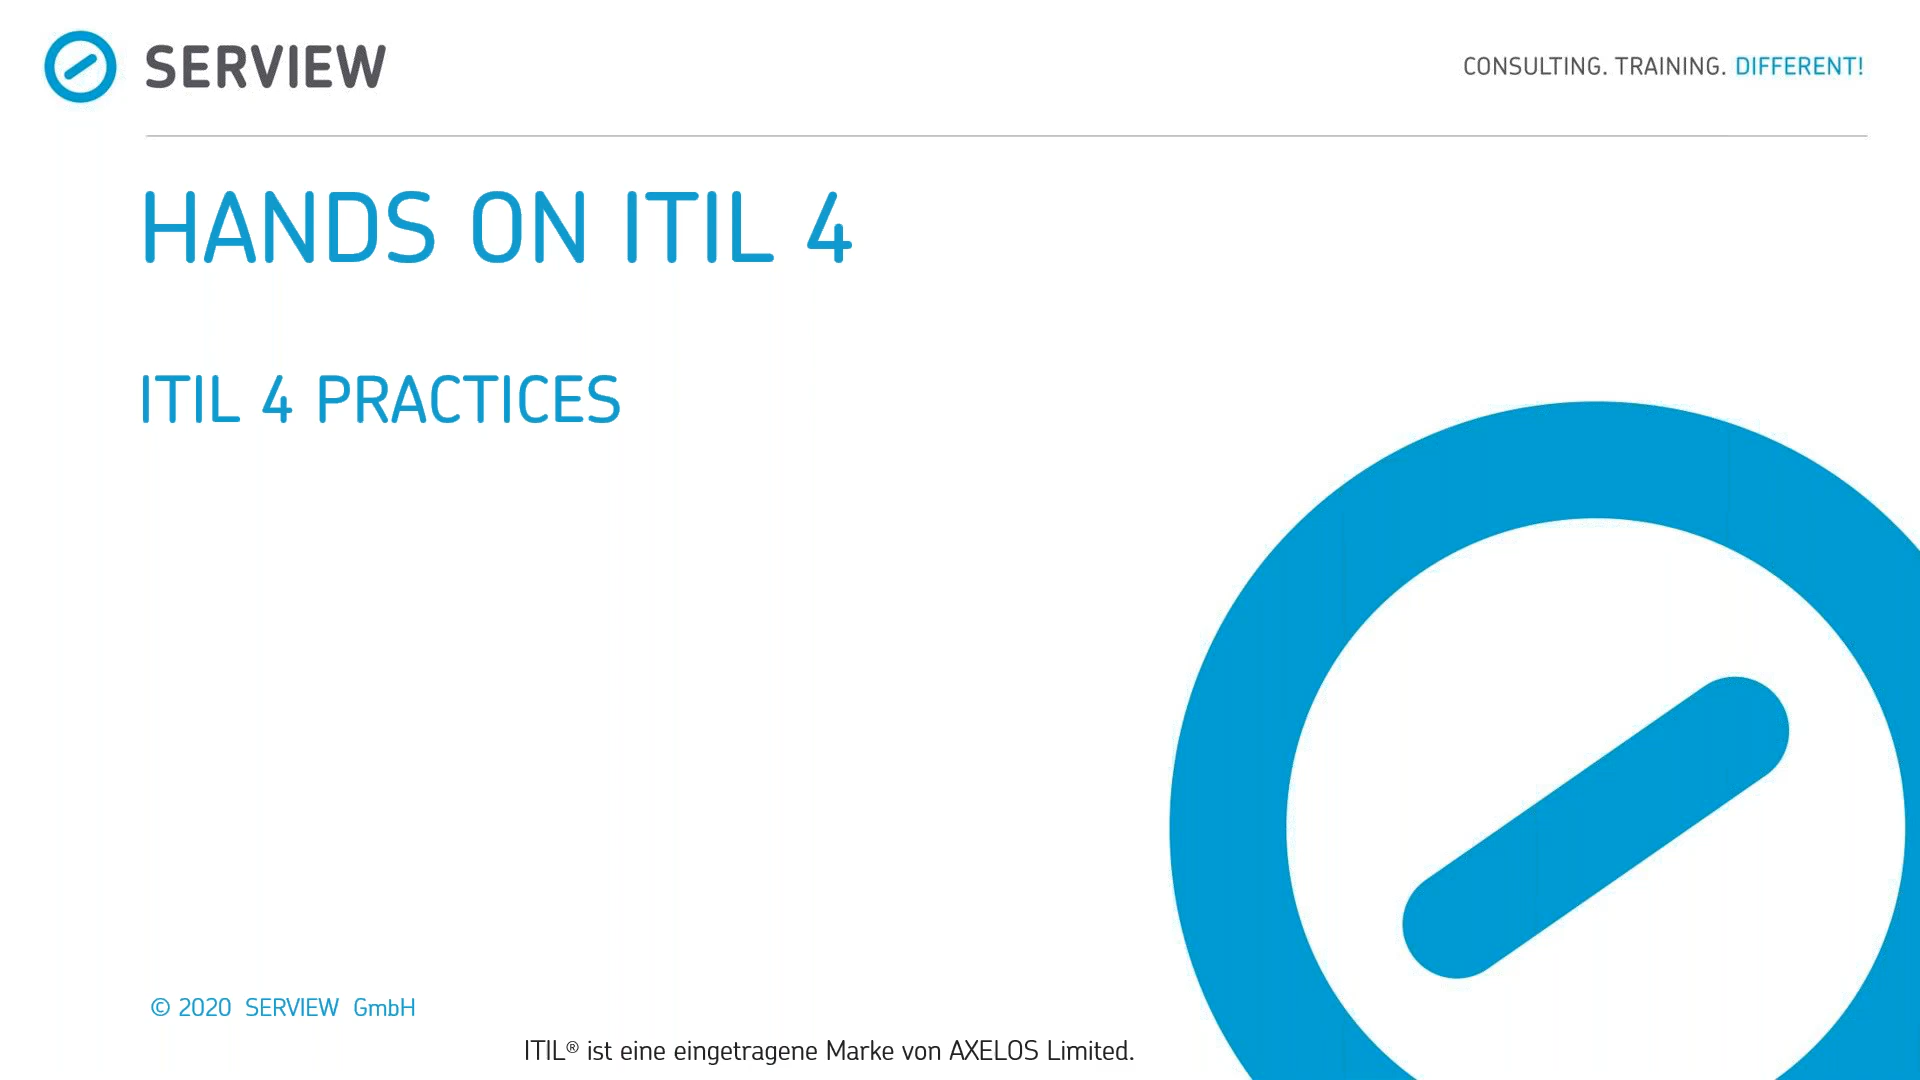 SERVIEW
CONSULTING. TRAINING. DIFFERENT!
HANDS ON ITIL 4
ITIL 4 PRACTICES
© 2020 SERVIEW GmbH
ITIL® ist eine eingetragene Marke von AXELOS Limited.